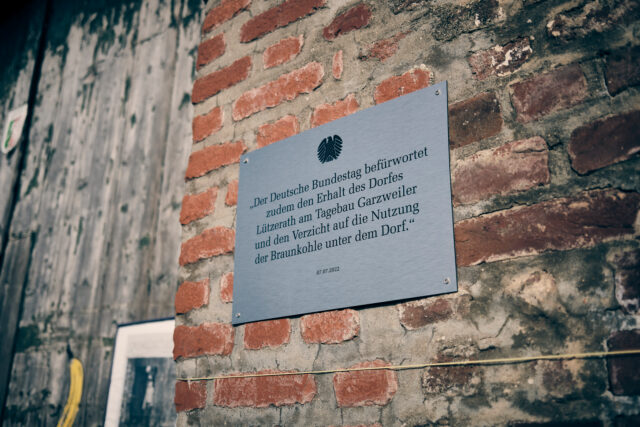 „Der Deutsche Bundestag befürwortet
zudem den Erhalt des Dorfes
Lützerath am Tagebau Garzweiler
und den Verzicht auf die Nutzung
der Braunkohle unter dem Dorf.“
07.07.2022